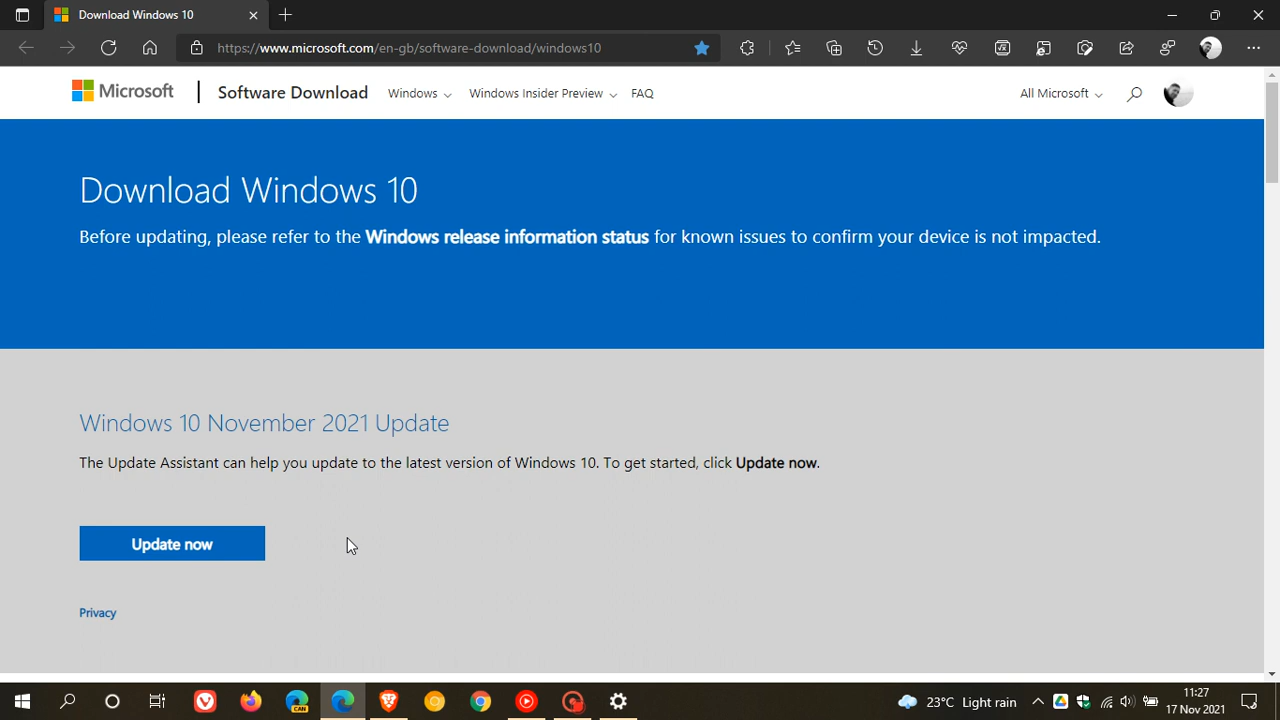 Download Windows 10
https://www.microsoft.com/en-gb/software-download/windows10
Microsoft
Software Download
Windows
Windows Insider Preview
FAQ
All Microsoft
Download Windows 10
Before updating, please refer to the Windows release information status for known issues to confirm your device is not impacted.
Windows 10 November 2021 Update
The Update Assistant can help you update to the latest version of Windows 10. To get started, click Update now.
Update now
Privacy
CAN
23°C Light rain
11:27
17 Nov 2021